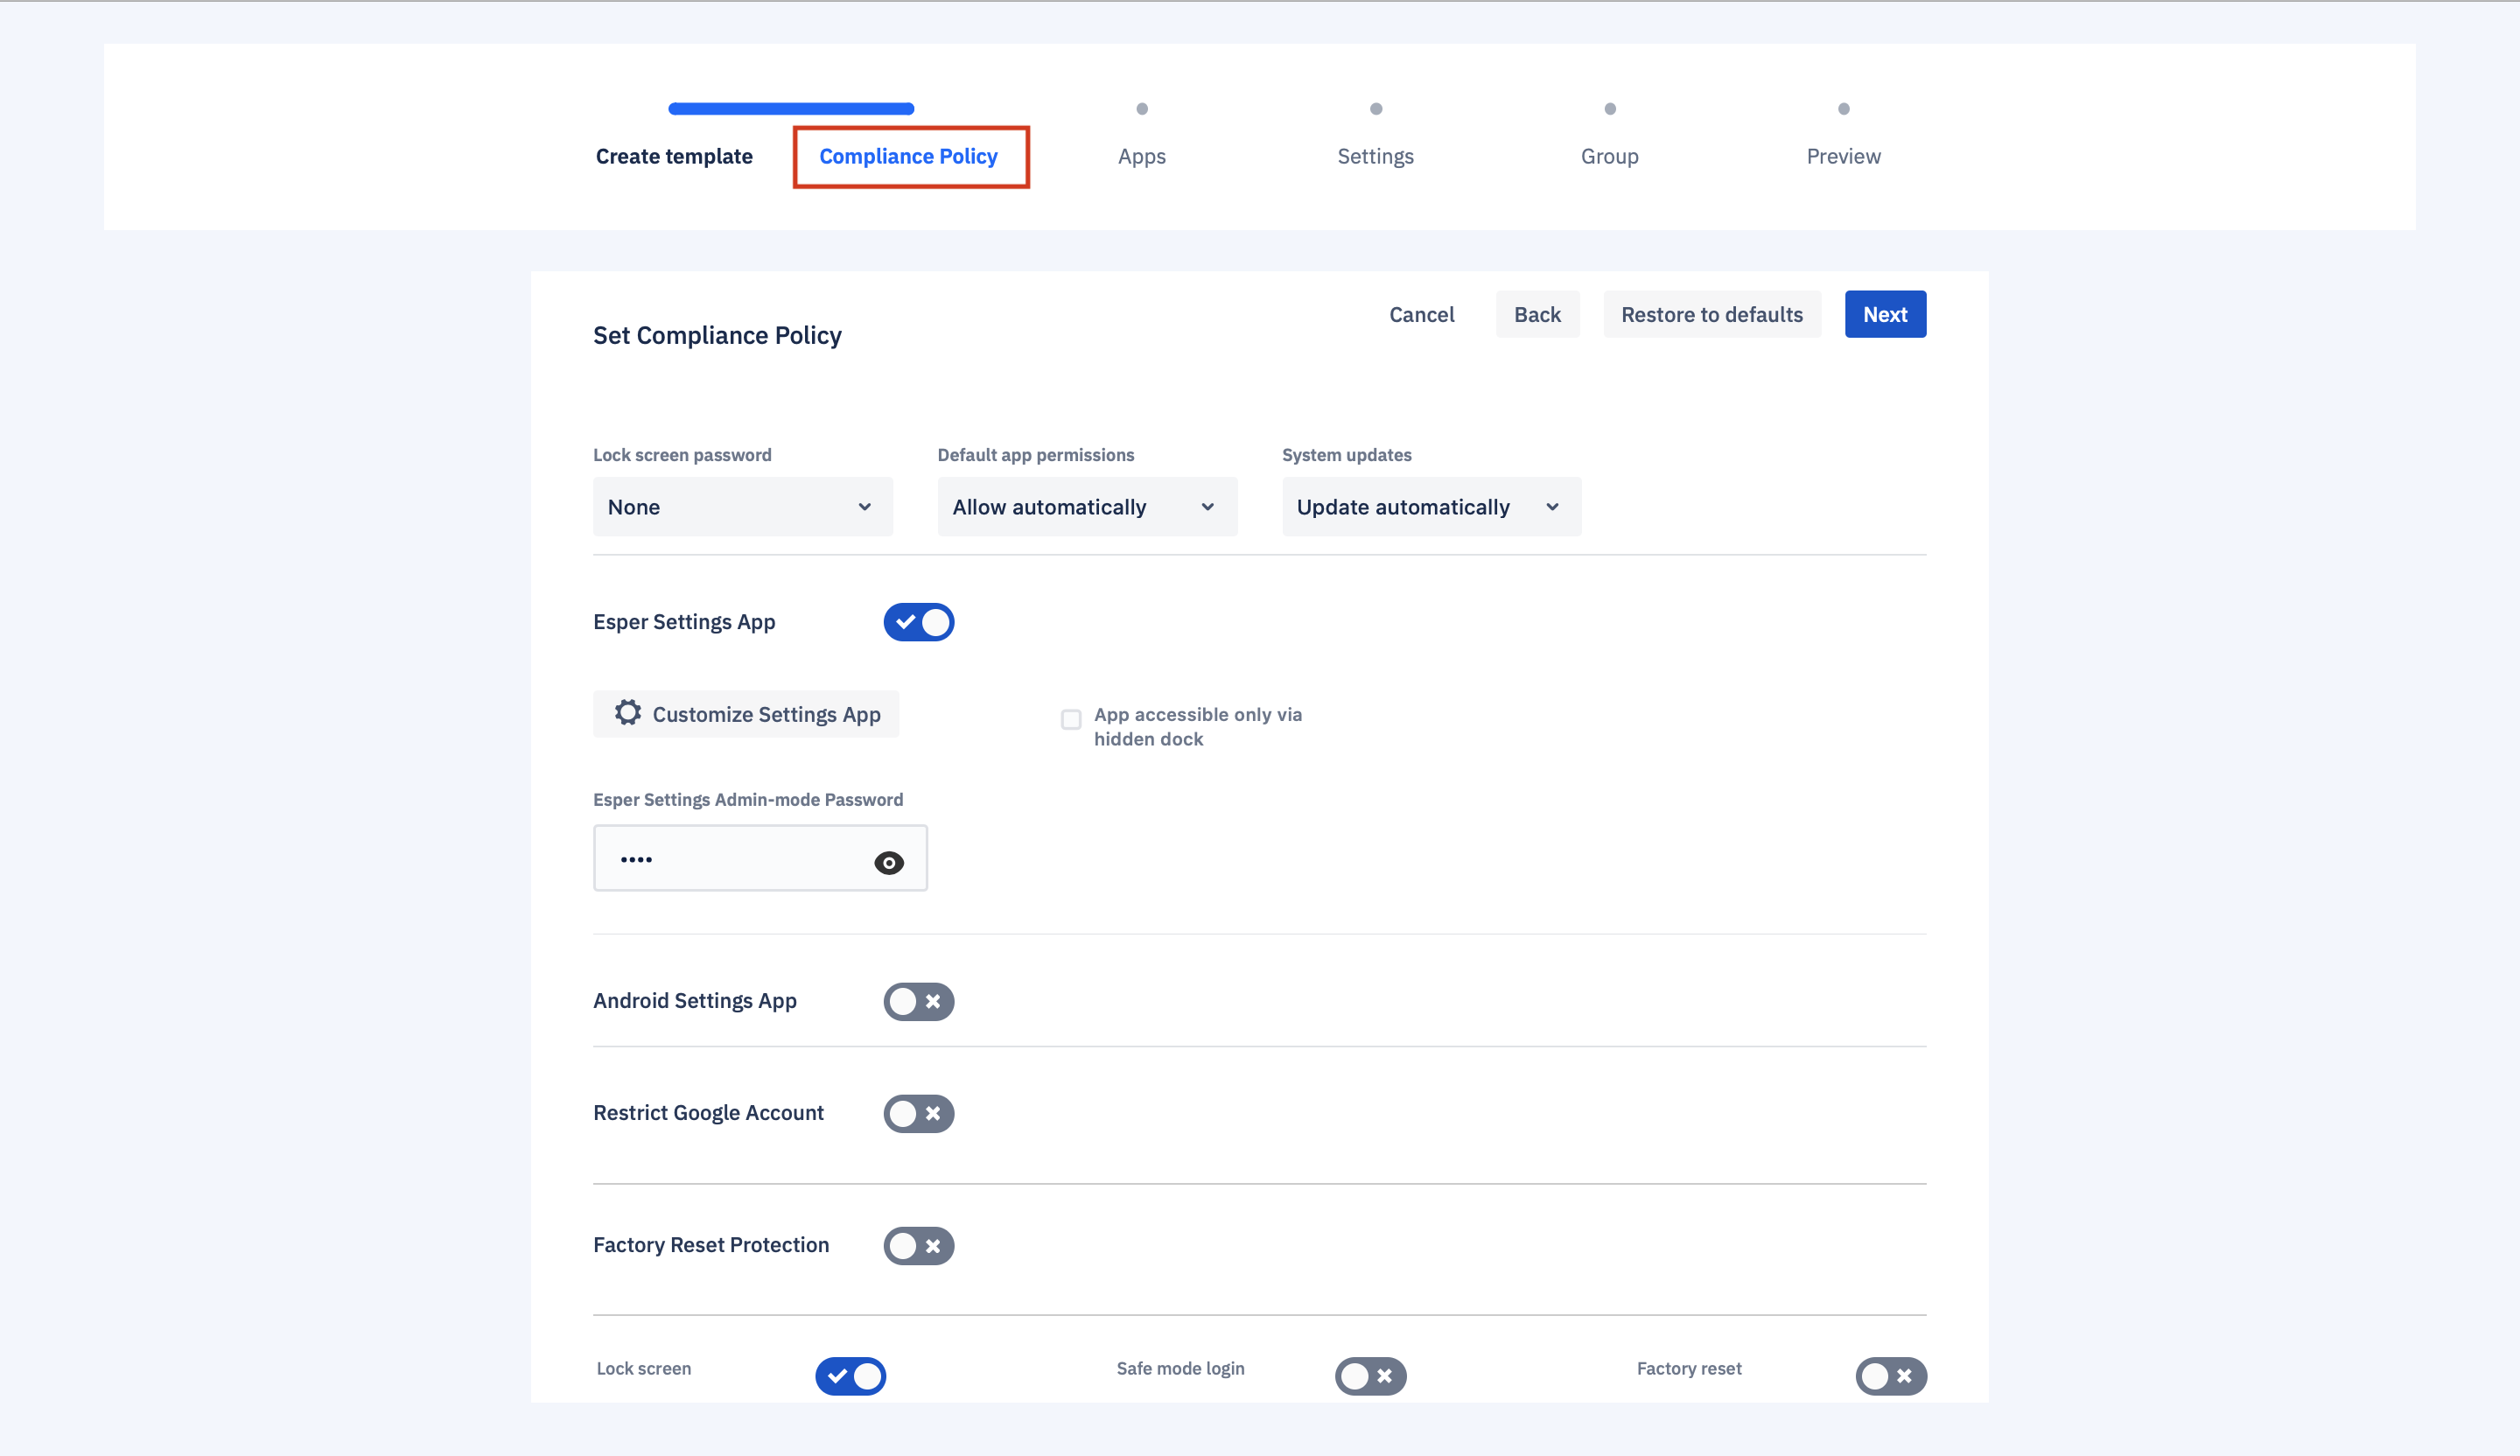 Create template
Compliance Policy
Apps
Settings
Group
Preview
Set Compliance Policy
Cancel
Back
Restore to defaults
Next
Lock screen password
Default app permissions
System updates
None
Allow automatically
Update automatically
Esper Settings App
Customize Settings App
App accessible only via
hidden dock
Esper Settings Admin-mode Password
••••
Android Settings App
Restrict Google Account
Factory Reset Protection
Lock screen
Safe mode login
Factory reset